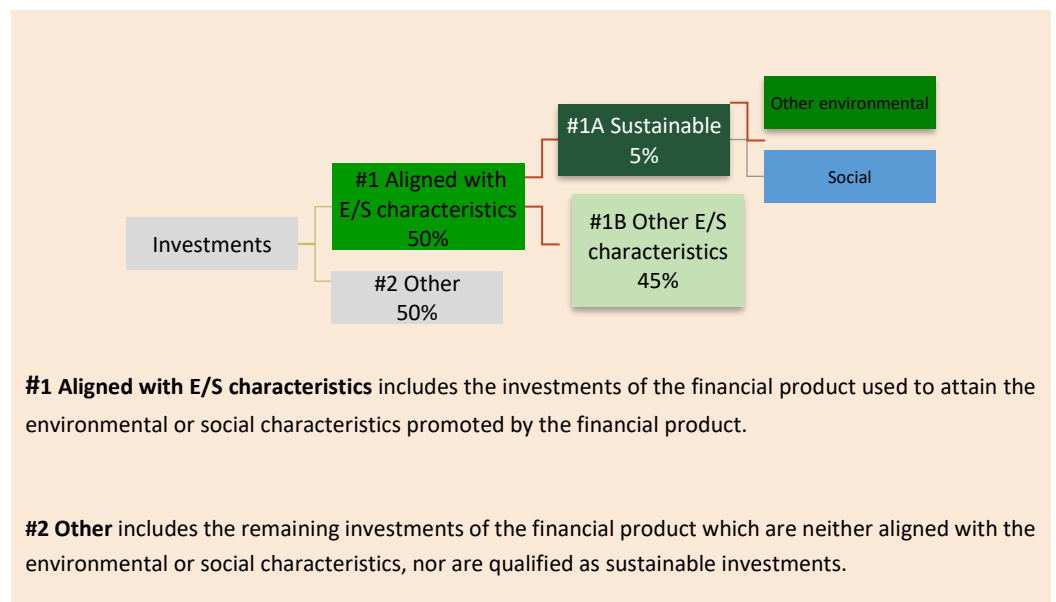 Other environmental
#1A Sustainable
5%
Social
#1 Aligned with
E/S characteristics
50%
#1B Other E/S
characteristics
45%
Investments
#2 Other
50%
#1 Aligned with E/S characteristics includes the investments of the financial product used to attain the
environmental or social characteristics promoted by the financial product.
#2 Other includes the remaining investments of the financial product which are neither aligned with the
environmental or social characteristics, nor are qualified as sustainable investments.